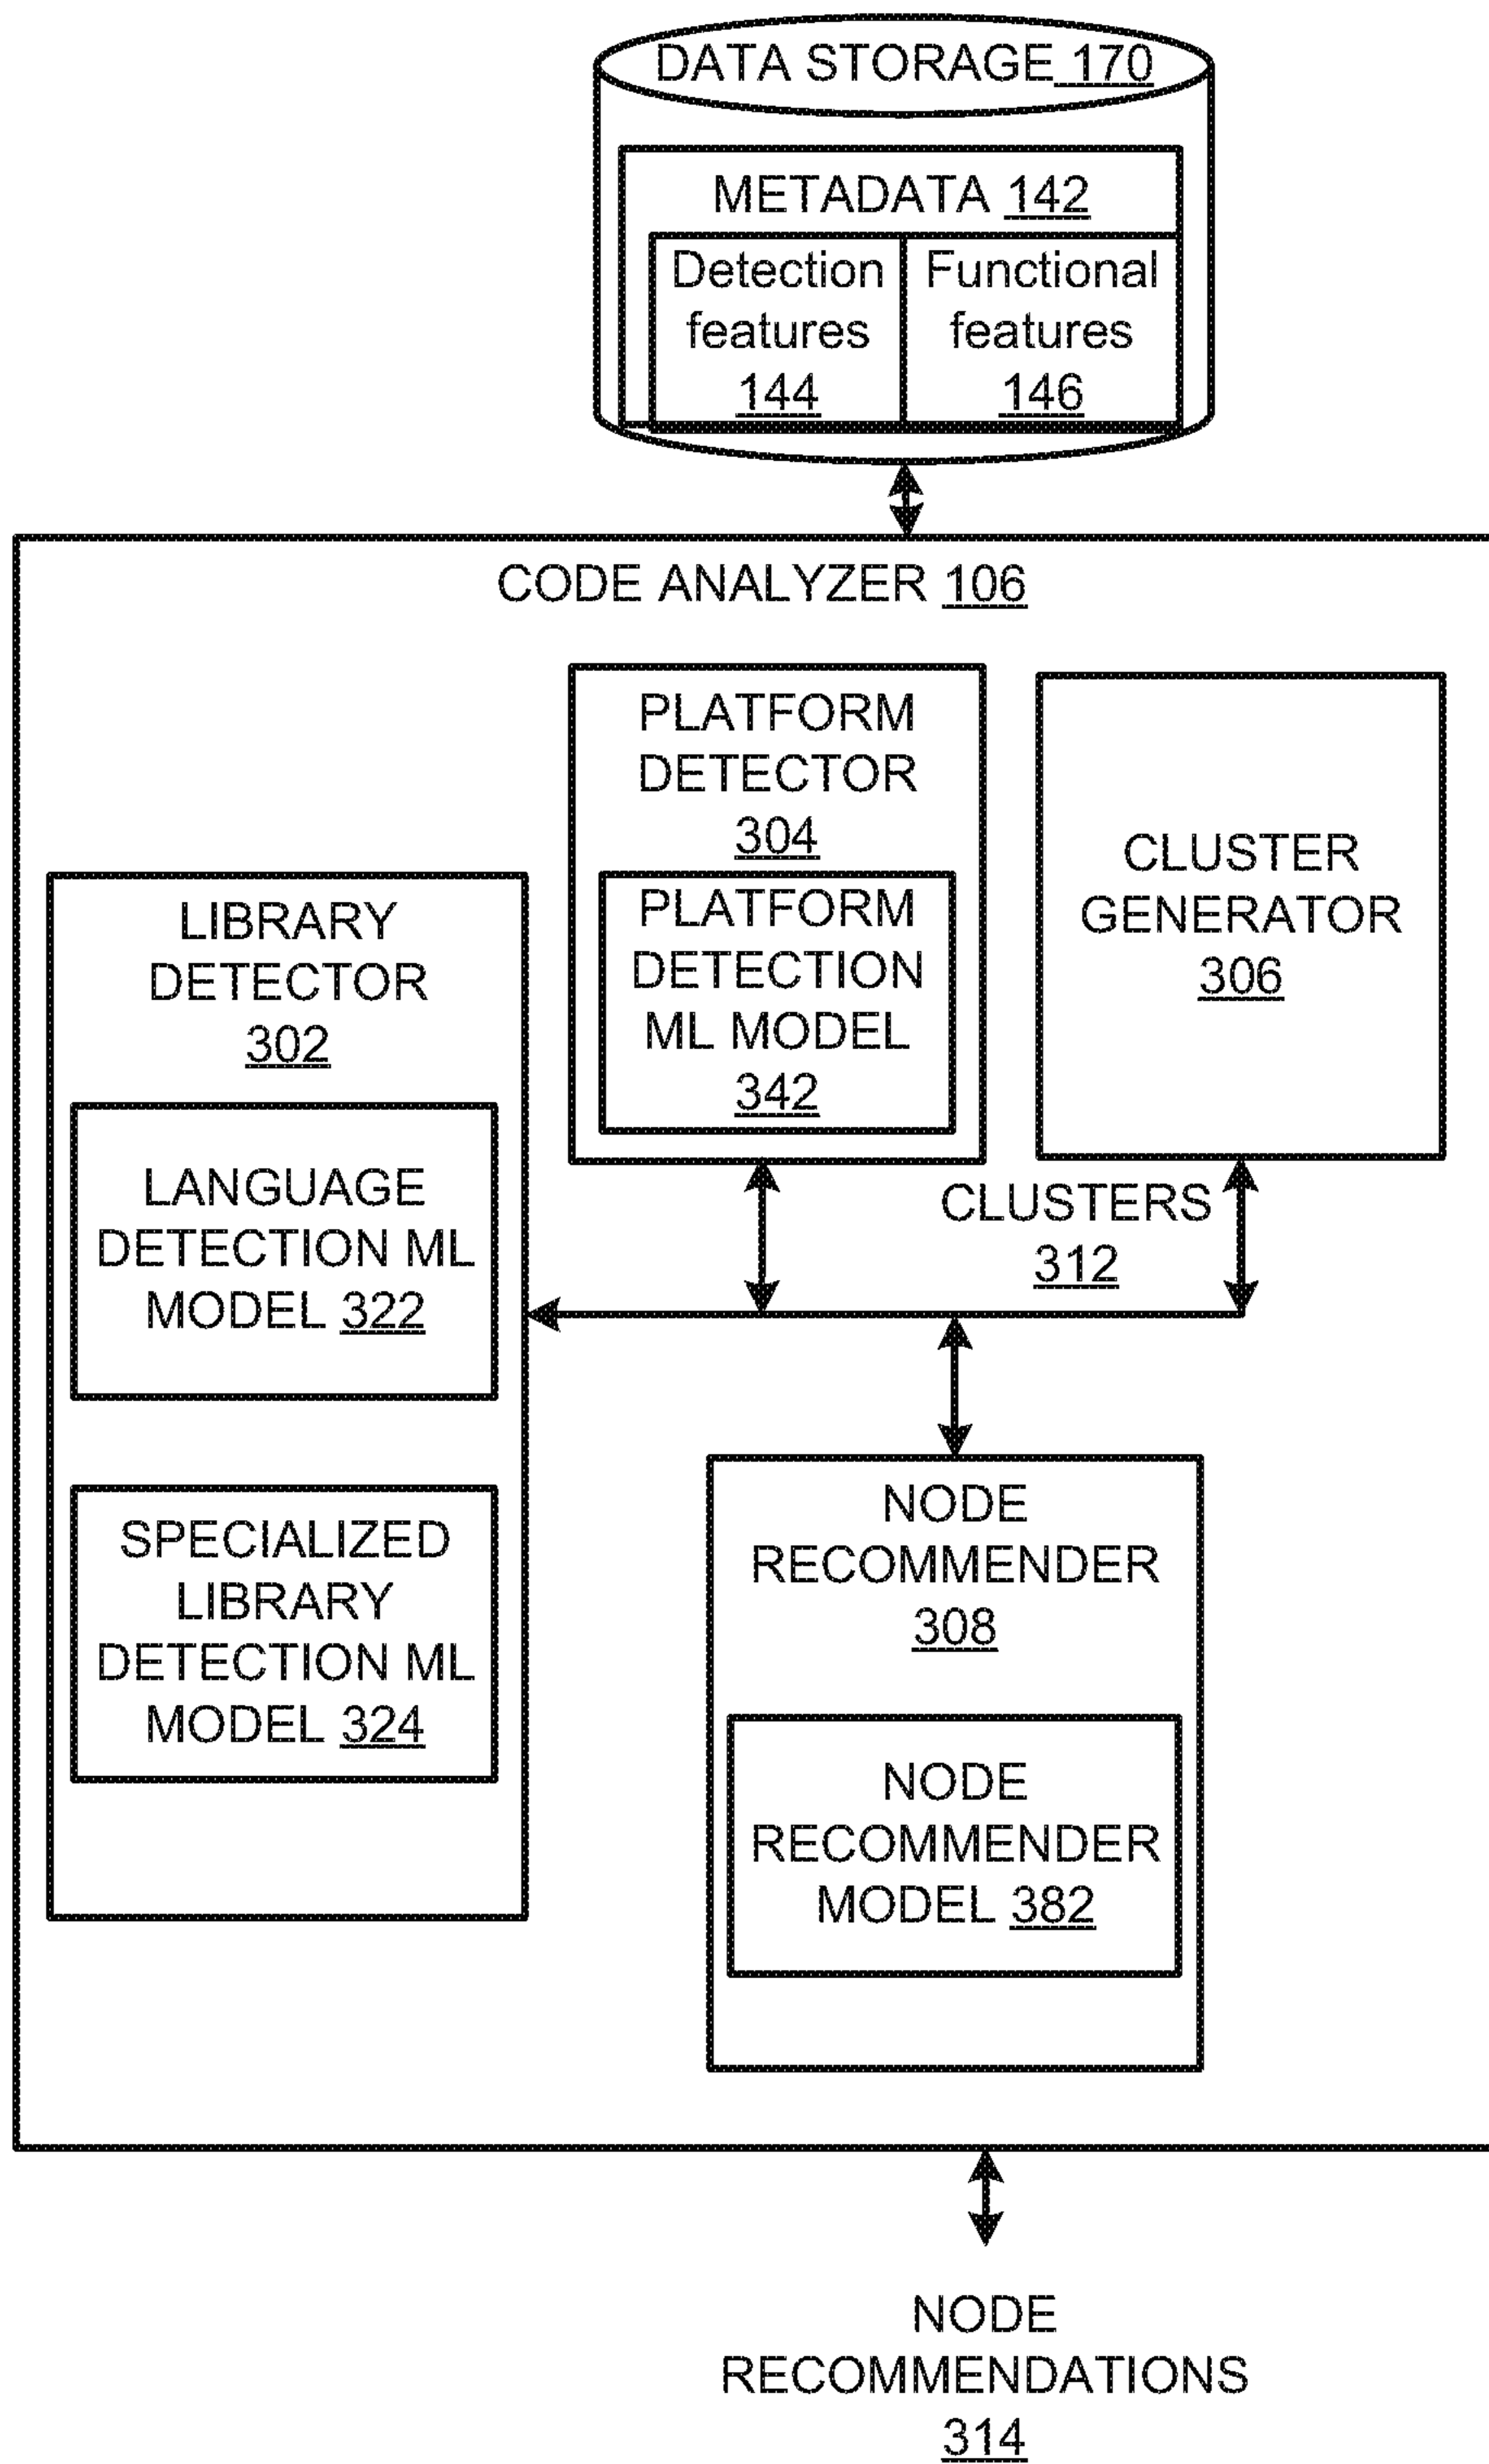 DATA STORAGE 170
METADATA 142
Detection
features
144
Functional
features
146
CODE ANALYZER 106
PLATFORM
DETECTOR
304
PLATFORM
DETECTION
ML MODEL
342
CLUSTER
GENERATOR
306
LIBRARY
DETECTOR
302
LANGUAGE
DETECTION ML
MODEL 322
SPECIALIZED
LIBRARY
DETECTION ML
MODEL 324
CLUSTERS
312
NODE
RECOMMENDER
308
NODE
RECOMMENDER
MODEL 382
NODE
RECOMMENDATIONS
314